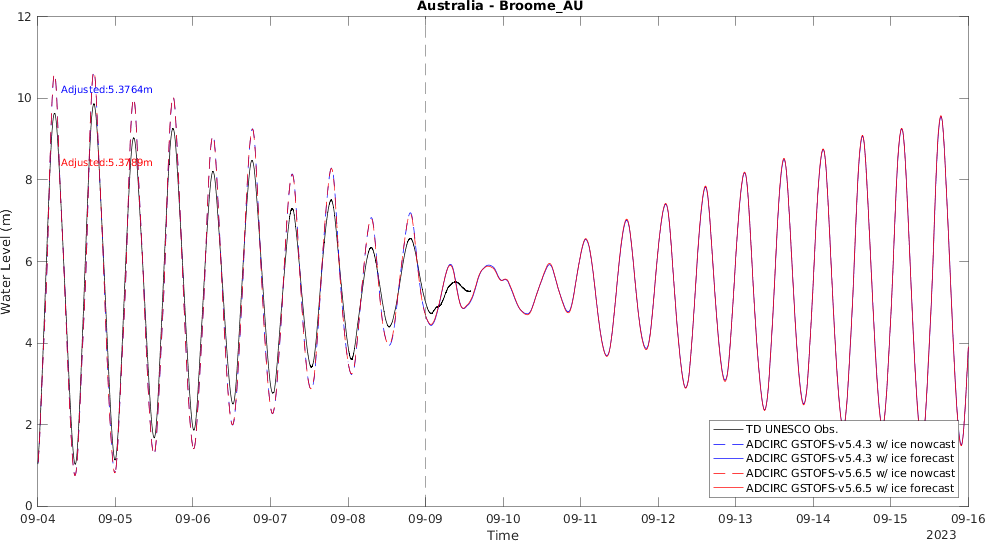 Australia - Broome_AU
12
10
8
6
4
2
0
Water Level (m)
Adjusted:5.3764m
Adjusted:5.3789m
TD UNESCO Obs.
ADCIRC GSTOFS-v5.4.3 w/ ice nowcast
ADCIRC GSTOFS-v5.4.3 w/ ice forecast
ADCIRC GSTOFS-v5.6.5 w/ ice nowcast
ADCIRC GSTOFS-v5.6.5 w/ ice forecast
09-04 09-05 09-06 09-07 09-08 09-09 09-10 09-11 09-12 09-13 09-14 09-15 09-16
Time
2023